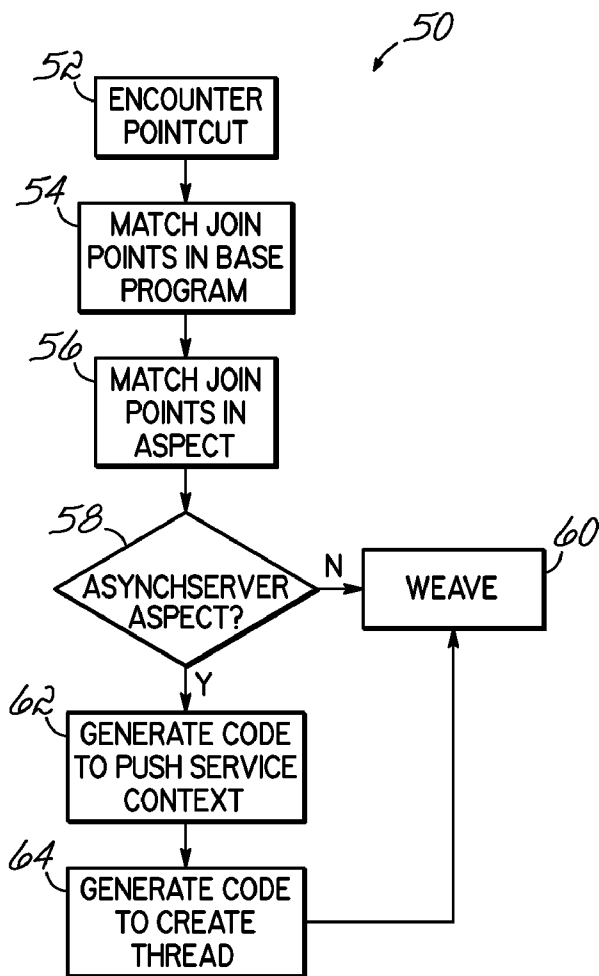 50
52
ENCOUNTER
POINTCUT
54
MATCH JOIN
POINTS IN BASE
PROGRAM
56
MATCH JOIN
POINTS IN
ASPECT
58
ASYNCHSERVER
ASPECT?
N
60
WEAVE
Y
62
GENERATE CODE
TO PUSH SERVICE
CONTEXT
64
GENERATE CODE
TO CREATE
THREAD